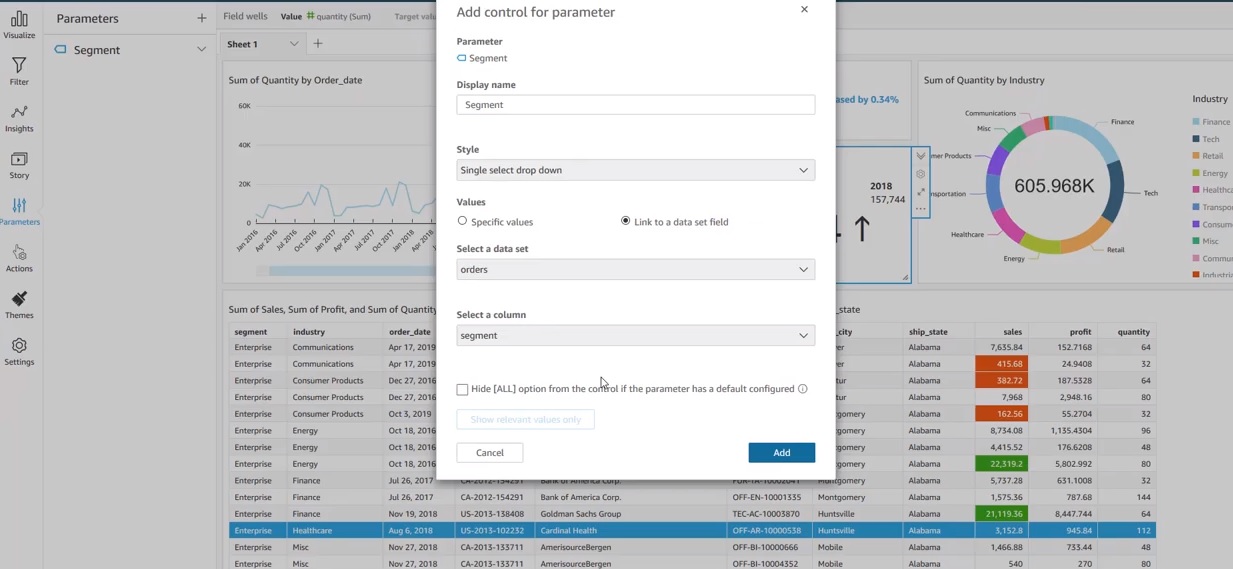 Visualize
Filter
Insights
Story
Parameters
Actions
Themes
Settings
Parameters +
Segment
Field wells Value # quantity (Sum) Target valu
Sheet 1 +
Sum of Quantity by Order_date
60K
40K
20K
0
Jan 2016 Apr 2016 Jul 2016 Oct 2016 Jan 2017 Apr 2017 Jul 2017 Oct 2017 Jan 2018 Apr 2018
Add control for parameter
Parameter
Segment
Display name
Segment
Style
Single select drop down
Values
Specific values Link to a data set field
Select a data set
orders
Select a column
segment
Hide [ALL] option from the control if the parameter has a default configured
Show relevant values only
Cancel Add
ased by 0.34%
2018
157,744
Sum of Quantity by Industry
Communications
Misc
mer Products
nsportation
Healthcare
Energy
Retail
Tech
Finance
605.968K
Industry
Finance
Tech
Retail
Energy
Healthca
Transpo
Consum
Misc
Commu
Industria
Sum of Sales, Sum of Profit, and Sum of Quantity _state
segment industry order_date _city ship_state sales profit quantity
Enterprise Communications Apr 17, 2019 er Alabama 7,635.84 152.7168 64
Enterprise Communications Apr 17, 2019 er Alabama 415.68 24.9408 32
Enterprise Consumer Products Dec 27, 2016 tur Alabama 382.72 187.5328 64
Enterprise Consumer Products Dec 27, 2016 tur Alabama 7,968 2,948.16 80
Enterprise Consumer Products Oct 3, 2019 gomery Alabama 162.56 55.2704 32
Enterprise Energy Oct 18, 2016 gomery Alabama 8,734.08 1,135.4304 96
Enterprise Energy Oct 18, 2016 gomery Alabama 4,415.52 176.6208 48
Enterprise Energy Oct 18, 2016 gomery Alabama 22,319.2 5,802.992 80
Enterprise Finance Jul 26, 2017 CA-2012-154291 Bank of America Corp. FUR-TA-10002041 Montgomery Alabama 5,737.28 631.1008 32
Enterprise Finance Jul 26, 2017 CA-2012-154291 Bank of America Corp. OFF-EN-10001335 Montgomery Alabama 1,575.36 787.68 144
Enterprise Finance Nov 19, 2018 US-2013-138408 Goldman Sachs Group TEC-AC-10003870 Huntsville Alabama 21,119.36 8,447.744 64
Enterprise Healthcare Aug 6, 2018 US-2013-102232 Cardinal Health OFF-AR-10000538 Huntsville Alabama 3,152.8 945.84 112
Enterprise Misc Nov 27, 2018 CA-2013-133711 AmerisourceBergen OFF-BI-10000666 Mobile Alabama 1,466.88 733.44 48
Enterprise Misc Nov 27, 2018 CA-2013-133711 AmerisourceBergen OFF-BI-10004352 Mobile Alabama 540 270 80